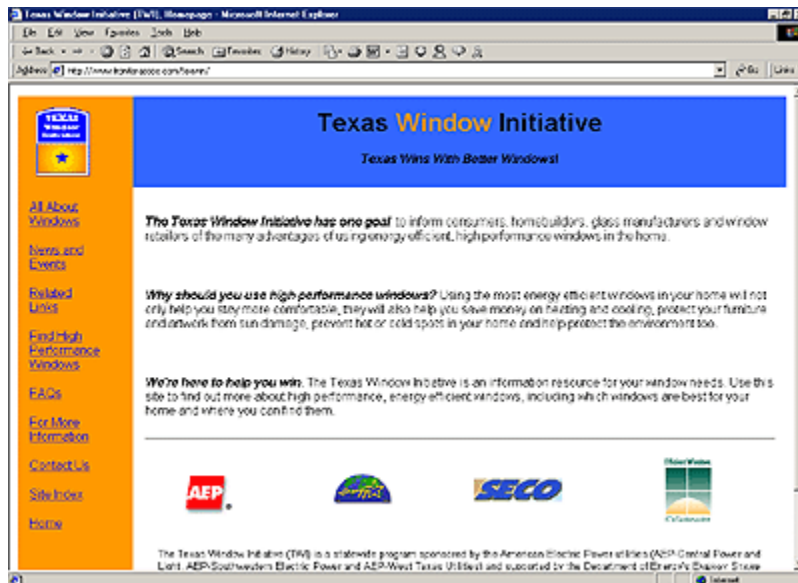 Texas Window Initiative (TWI), Homepage - Microsoft Internet Explorer
File Edit View Favorites Tools Help
Back Search Favorites History
Address Go Links
TEXAS
Window
Texas Window Initiative
Texas Wins With Better Windows!
All About
Windows
News and
Events
Related
Links
Find High
Performance
Windows
FAQs
For More
Information
Contact Us
Site Index
Home
The Texas Window Initiative has one goal: to inform consumers, homebuilders, glass manufacturers and window
retailers of the many advantages of using energy efficient, high performance windows in the home.
Why should you use high performance windows? Using the most energy efficient windows in your home will not
only help you stay more comfortable, they will also help you save money on heating and cooling, protect your furniture
and artwork from sun damage, prevent hot or cold spots in your home and help protect the environment too.
We're here to help you win. The Texas Window Initiative is an information resource for your window needs. Use this
site to find out more about high performance, energy efficient windows, including which windows are best for your
home and where you can find them.
AEP
SECO
Efficient Windows
Collaborative
The Texas Window Initiative (TWI) is a statewide program sponsored by the American Electric Power utilities (AEP-Central Power and
Light, AEP-Southwestern Electric Power and AEP-West Texas Utilities) and supported by the Department of Energy's Energy Star
Internet